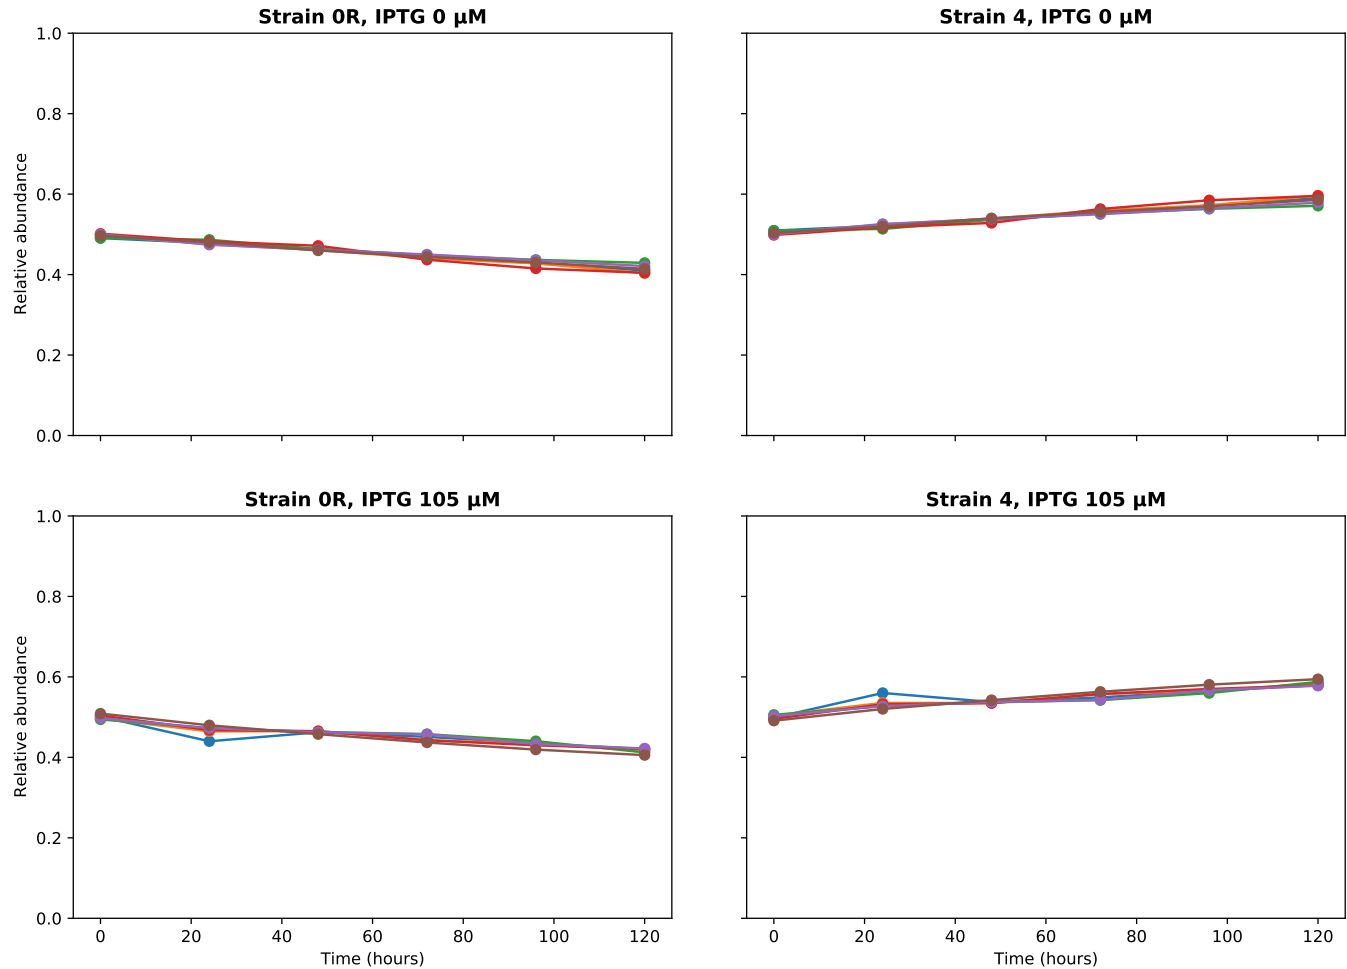 Strain 0R, IPTG 0 µM
Strain 4, IPTG 0 µM
1.0
0.8
0.6
0.4
0.2
0.0
Relative abundance
Strain 0R, IPTG 105 µM
Strain 4, IPTG 105 µM
1.0
0.8
0.6
0.4
0.2
0.0
Relative abundance
0 20 40 60 80 100 120
0 20 40 60 80 100 120
Time (hours)
Time (hours)